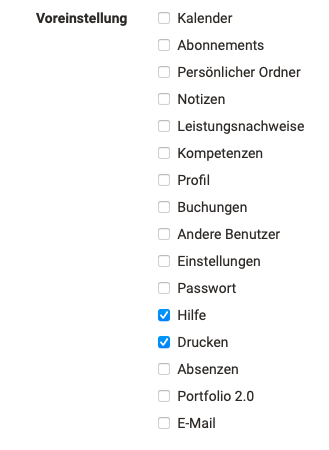 Voreinstellung
Kalender
Abonnements
Persönlicher Ordner
Notizen
Leistungsnachweise
Kompetenzen
Profil
Buchungen
Andere Benutzer
Einstellungen
Passwort
Hilfe
Drucken
Absenzen
Portfolio 2.0
E-Mail